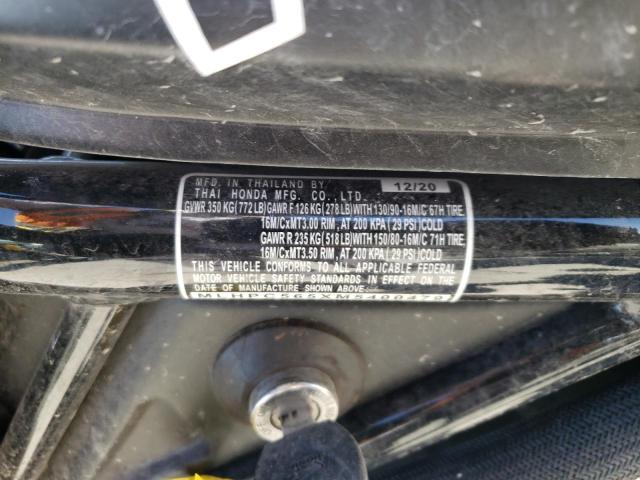 MFD. IN THAILAND BY 12/20
THAI HONDA MFG. CO., LTD.
GVWR 350 KG(772 LB)GAWR F 126 KG(278 LB)WITH 130/90-16M/C 67H TIRE,
16M/CxMT3.00 RIM, AT 200 KPA ( 29 PSI )COLD
GAWR R 235 KG(518 LB)WITH 150/80-16M/C 71H TIRE,
16M/CxMT3.50 RIM, AT 200 KPA ( 29 PSI )COLD
THIS VEHICLE CONFORMS TO ALL APPLICABLE FEDERAL
MOTOR VEHICLE SAFETY STANDARDS IN EFFECT ON THE
DATE OF MANUFACTURE SHOWN ABOVE.
MLHPC565XM5400479